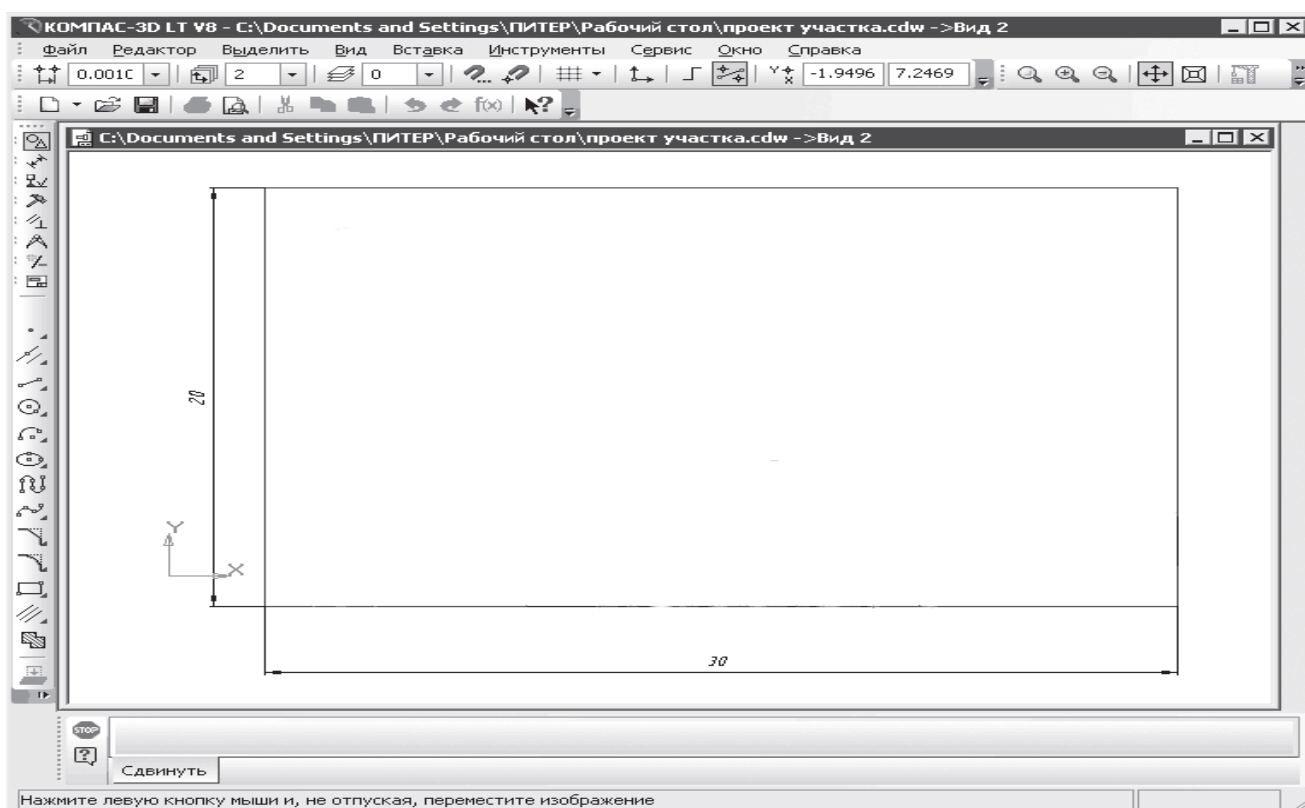 КОМПАС-3D LT V8 - C:\Documents and Settings\ПИТЕР\Рабочий стол\проект участка.cdw ->Вид 2
Файл Редактор Выделить Вид Вставка Инструменты Сервис Окно Справка
0.001 2 0 -1.9496 7.2469
f(x) ?
C:\Documents and Settings\ПИТЕР\Рабочий стол\проект участка.cdw ->Вид 2
20
Y
X
30
STOP
?
Сдвинуть
Нажмите левую кнопку мыши и, не отпуская, переместите изображение